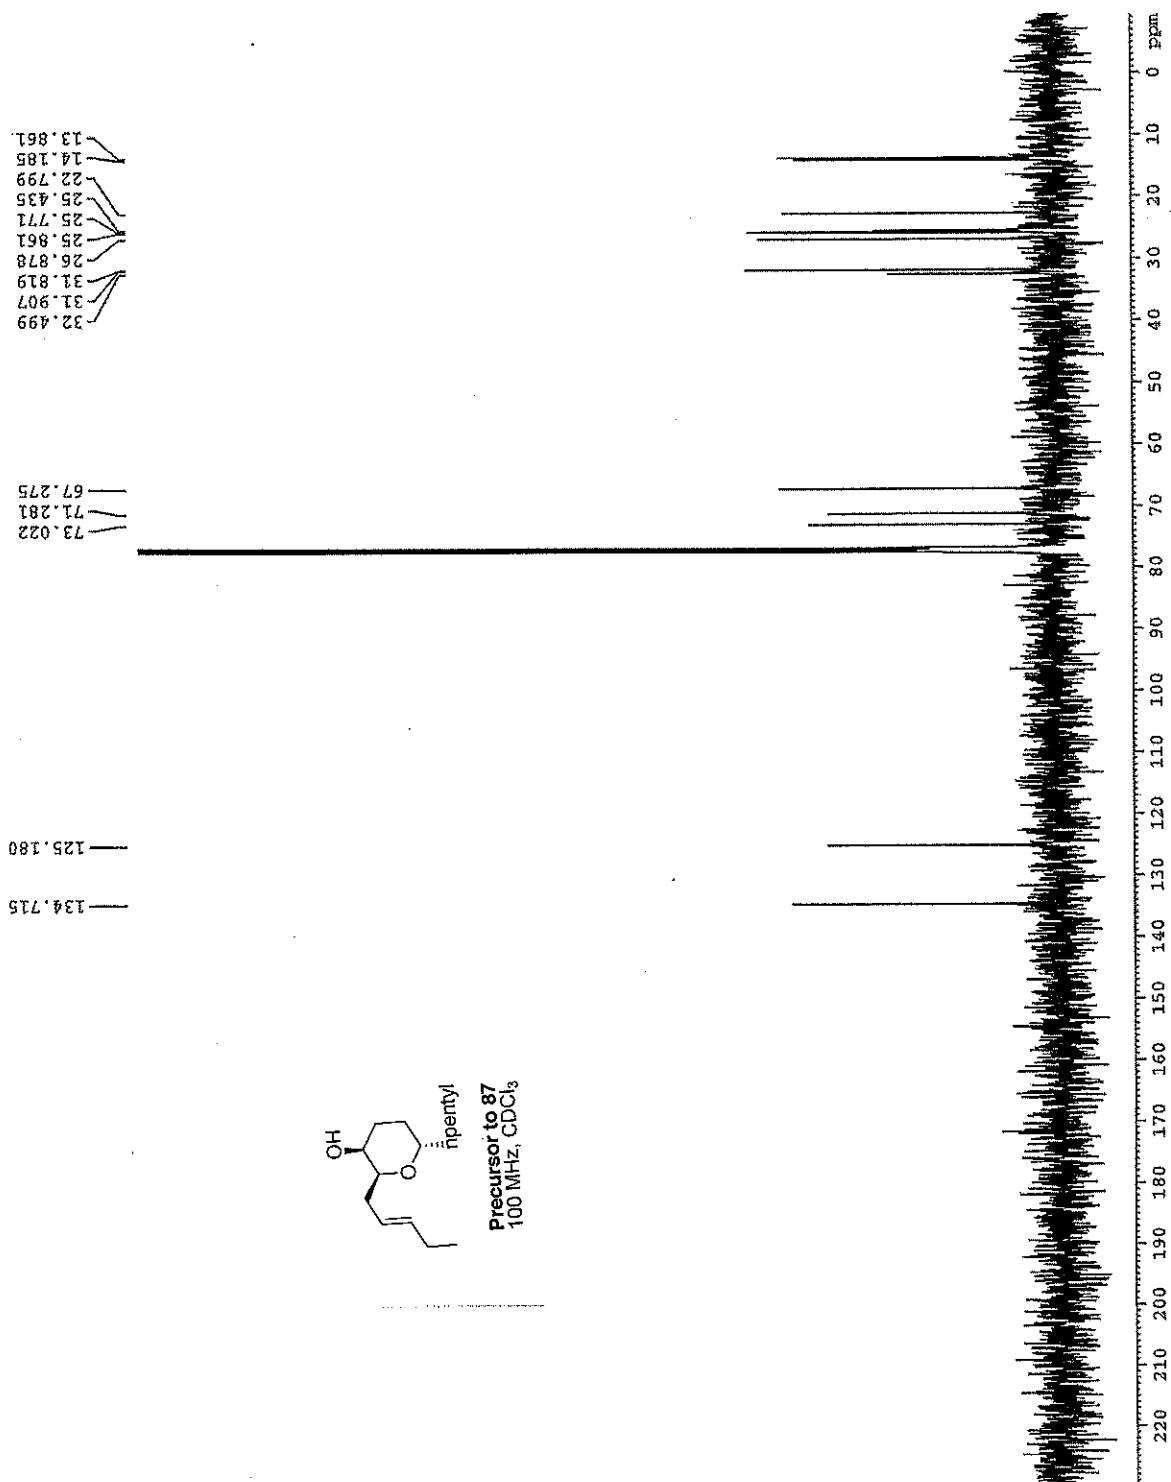 13.861
14.185
22.799
25.435
25.771
25.861
26.878
31.819
31.907
32.499
67.275
71.281
73.022
125.180
134.715
OH
O
npentyl
Precursor to 87
100 MHz, CDCl₃
220 210 200 190 180 170 160 150 140 130 120 110 100 90 80 70 60 50 40 30 20 10 0 ppm